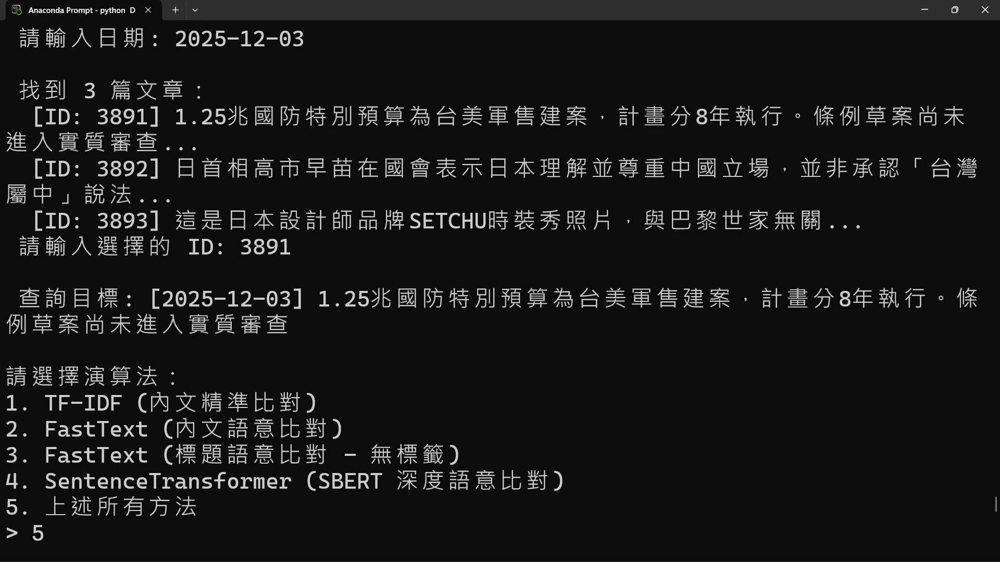 Anaconda Prompt - python D
請輸入日期: 2025-12-03
找到 3 篇文章：
[ID: 3891] 1.25兆國防特別預算為台美軍售建案，計畫分8年執行。條例草案尚未
進入實質審查...
[ID: 3892] 日首相高市早苗在國會表示日本理解並尊重中國立場，並非承認「台灣
屬中」說法...
[ID: 3893] 這是日本設計師品牌SETCHU時裝秀照片，與巴黎世家無關...
請輸入選擇的 ID: 3891
查詢目標: [2025-12-03] 1.25兆國防特別預算為台美軍售建案，計畫分8年執行。條
例草案尚未進入實質審查
請選擇演算法：
1. TF-IDF (內文精準比對)
2. FastText (內文語意比對)
3. FastText (標題語意比對 - 無標籤)
4. SentenceTransformer (SBERT 深度語意比對)
5. 上述所有方法
> 5